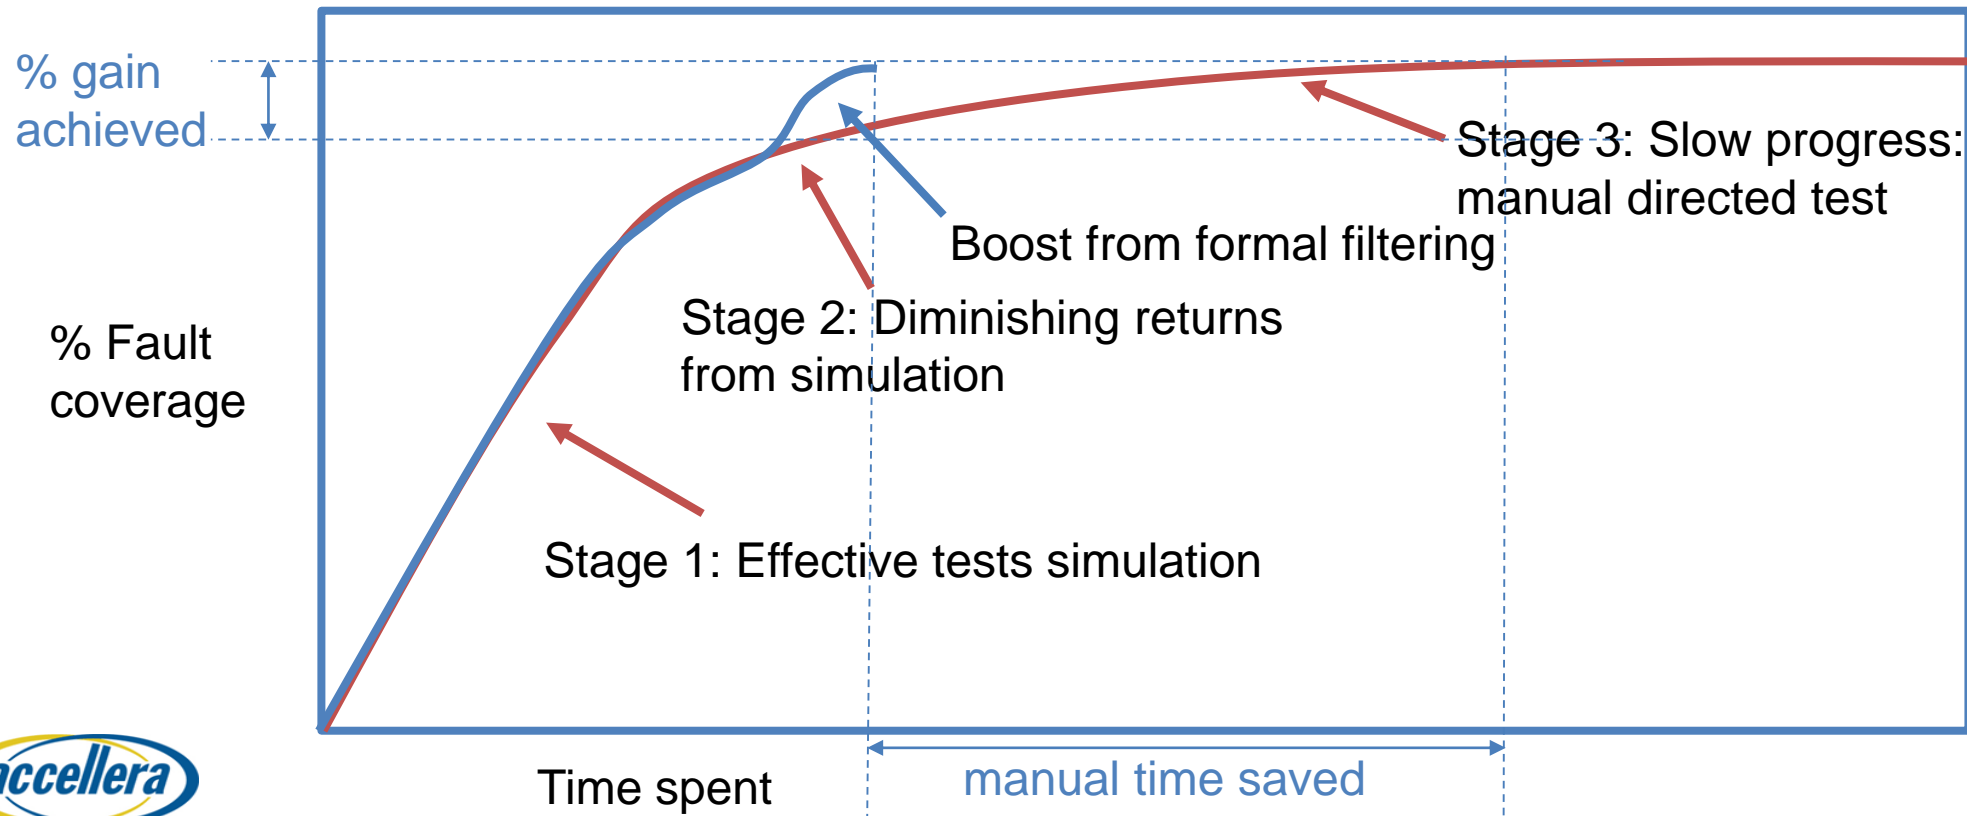 % gain
achieved
Stage 3: Slow progress:
manual directed test
Boost from formal filtering
Stage 2: Diminishing returns
from simulation
% Fault
coverage
Stage 1: Effective tests simulation
accellera
Time spent
manual time saved